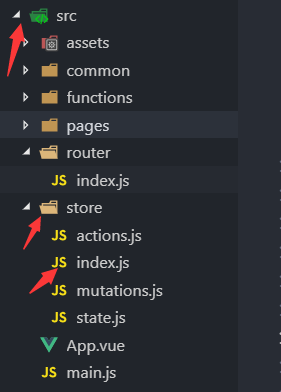 src
assets
common
functions
pages
router
JS index.js
store
JS actions.js
JS index.js
JS mutations.js
JS state.js
App.vue
JS main.js